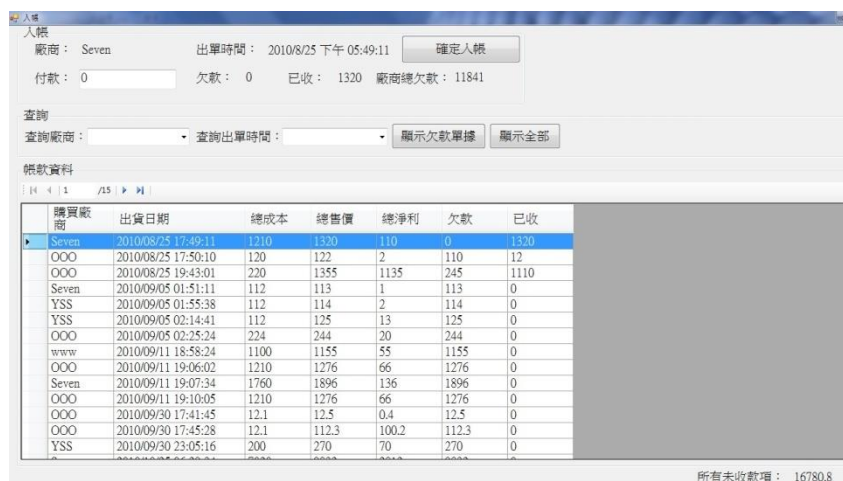 入帳
入帳
廠商： Seven 出單時間： 2010/8/25 下午 05:49:11 確定入帳
付款： 0 欠款： 0 已收： 1320 廠商總欠款： 11841
查詢
查詢廠商： 查詢出單時間： 顯示欠款單據 顯示全部
帳款資料
1 /15
購買廠商 出貨日期 總成本 總售價 總淨利 欠款 已收
Seven 2010/08/25 17:49:11 1210 1320 110 0 1320
OOO 2010/08/25 17:50:10 120 122 2 110 12
OOO 2010/08/25 19:43:01 220 1355 1135 245 1110
Seven 2010/09/05 01:51:11 112 113 1 113 0
YSS 2010/09/05 01:55:38 112 114 2 114 0
YSS 2010/09/05 02:14:41 112 125 13 125 0
OOO 2010/09/05 02:25:24 224 244 20 244 0
www 2010/09/11 18:58:24 1100 1155 55 1155 0
OOO 2010/09/11 19:06:02 1210 1276 66 1276 0
Seven 2010/09/11 19:07:34 1760 1896 136 1896 0
OOO 2010/09/11 19:10:05 1210 1276 66 1276 0
OOO 2010/09/30 17:41:45 12.1 12.5 0.4 12.5 0
OOO 2010/09/30 17:45:28 12.1 112.3 100.2 112.3 0
YSS 2010/09/30 23:05:16 200 270 70 270 0
所有未收款項： 16780.8